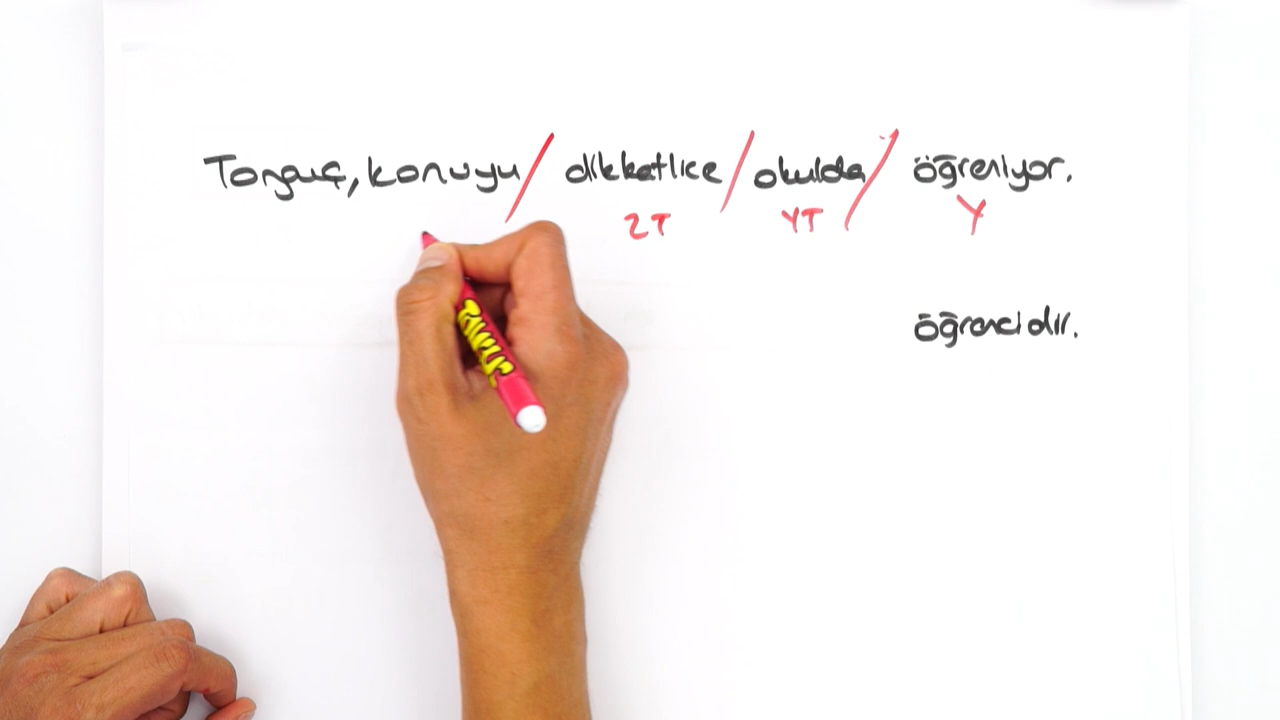 Tonguç, konuyu / dikkatlice / okulda / öğreniyor.
ZT YT Y
öğrencidir.